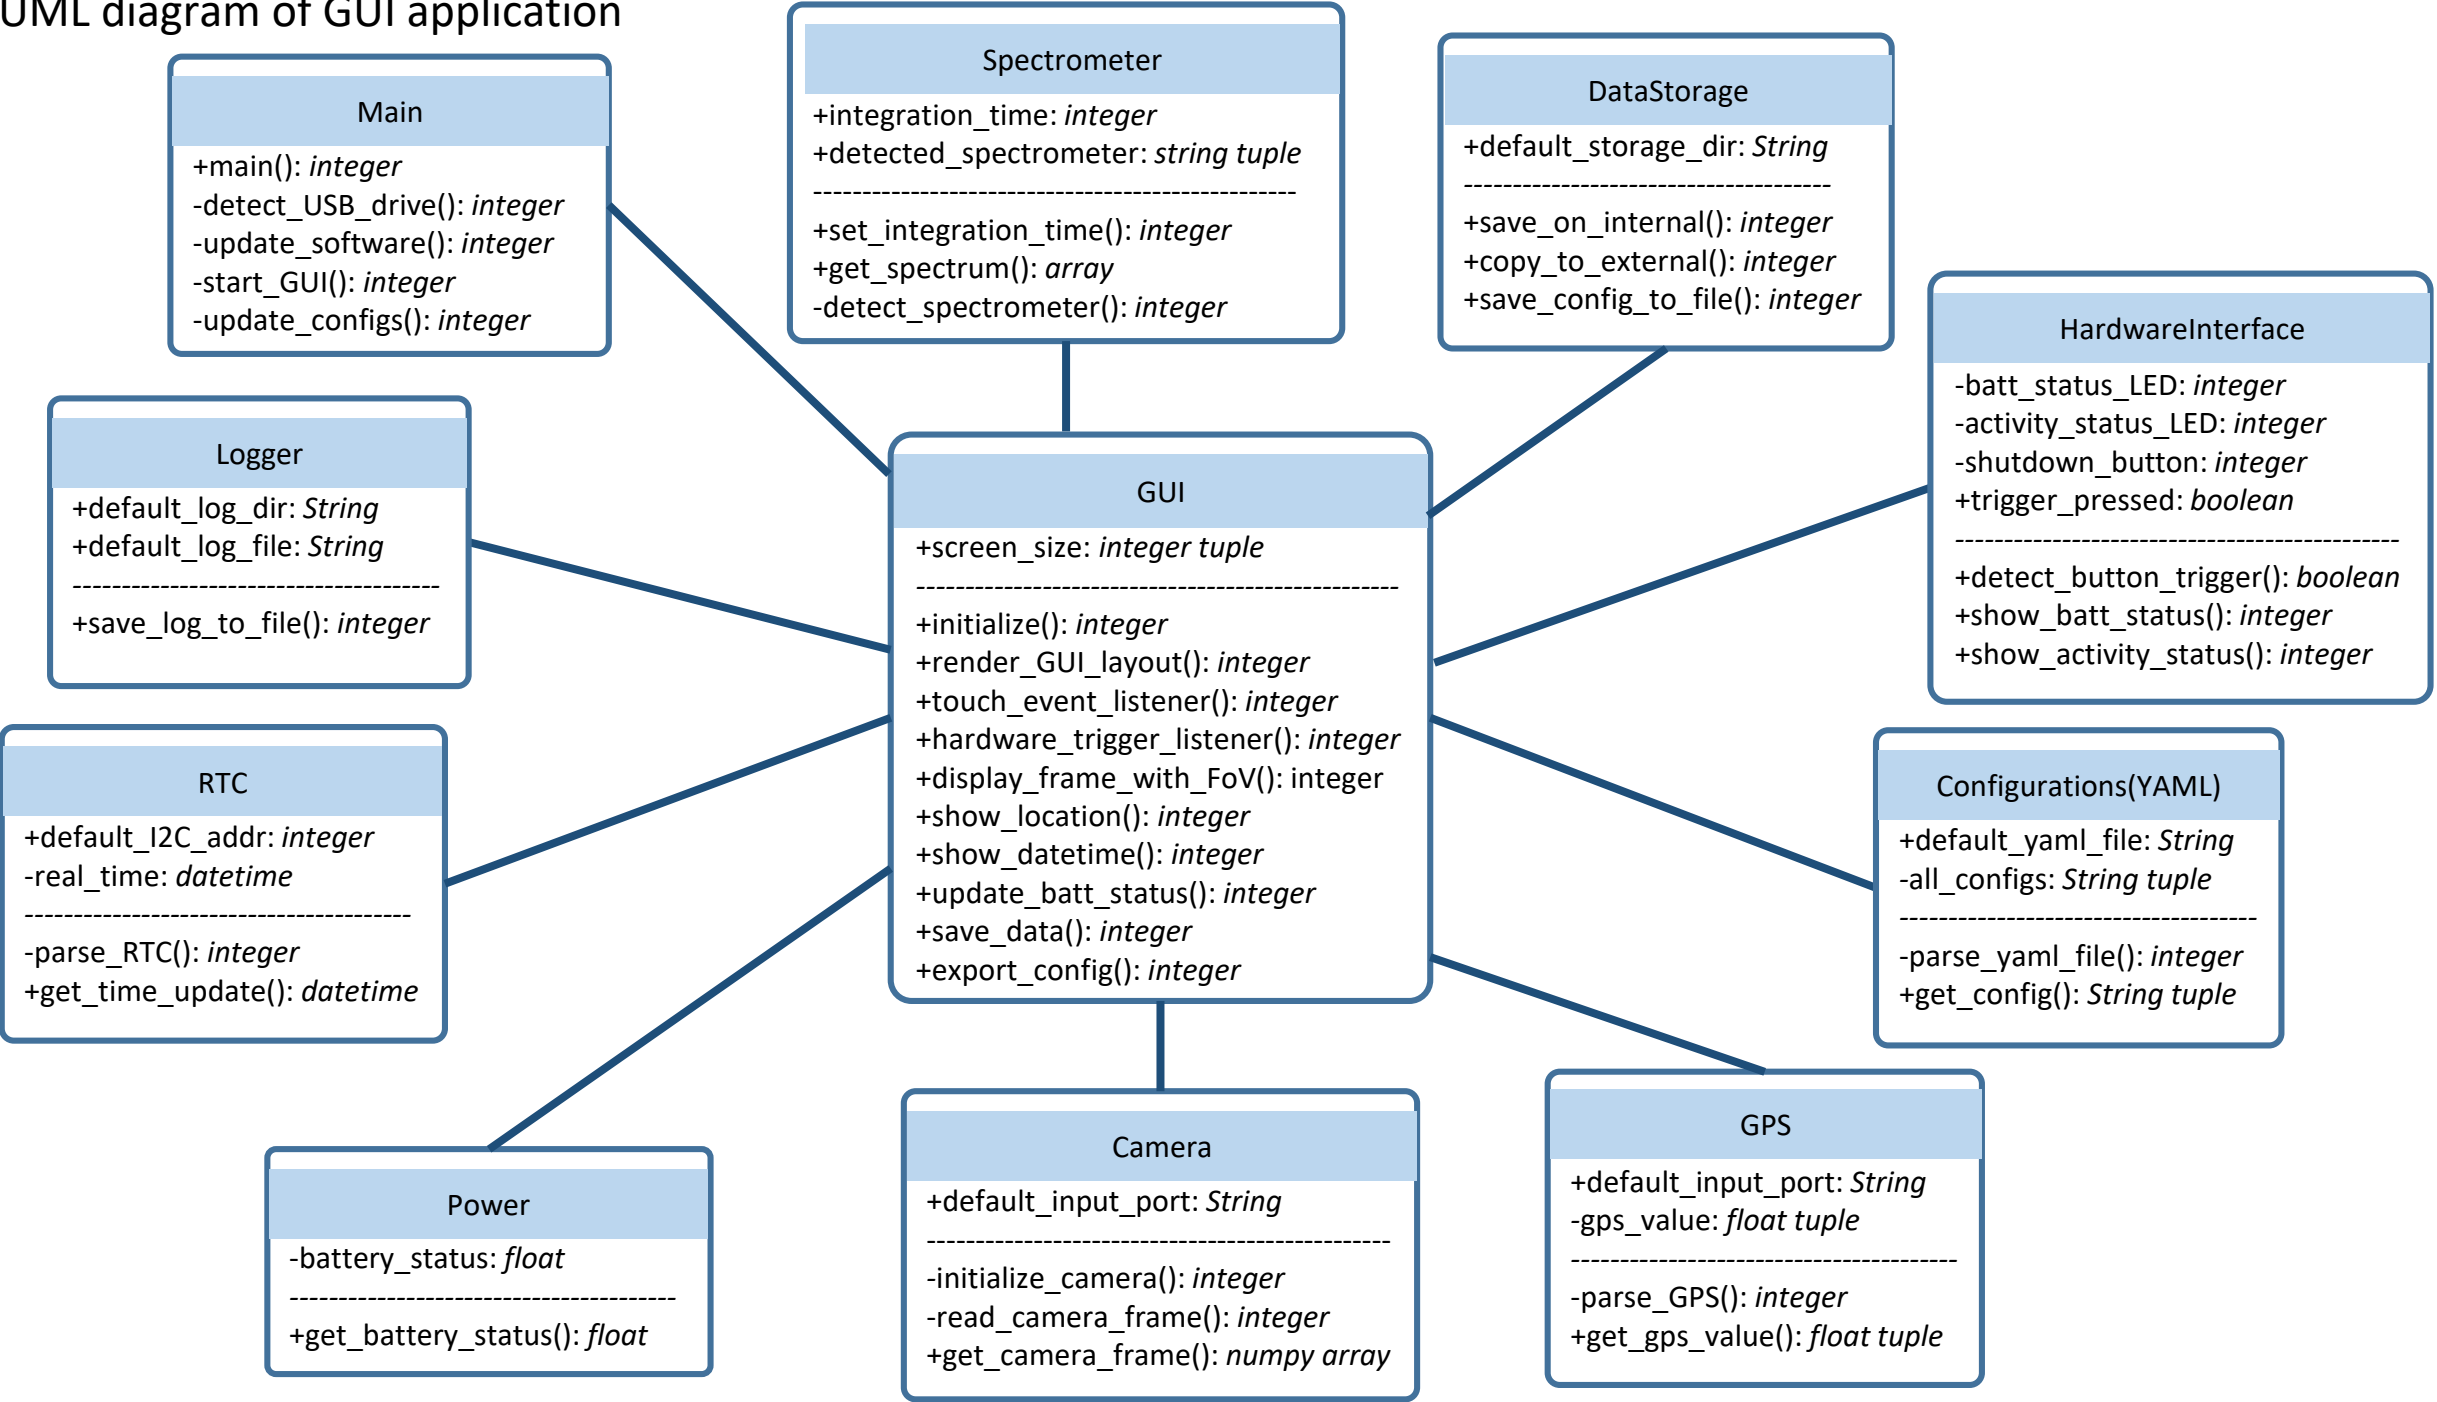 UML diagram of GUI application
Main
+main(): integer
-detect_USB_drive(): integer
-update_software(): integer
-start_GUI(): integer
-update_configs(): integer
Spectrometer
+integration_time: integer
+detected_spectrometer: string tuple
-------------------------------------------------
+set_integration_time(): integer
+get_spectrum(): array
-detect_spectrometer(): integer
DataStorage
+default_storage_dir: String
--------------------------------------
+save_on_internal(): integer
+copy_to_external(): integer
+save_config_to_file(): integer
HardwareInterface
-batt_status_LED: integer
-activity_status_LED: integer
-shutdown_button: integer
+trigger_pressed: boolean
----------------------------------------------
+detect_button_trigger(): boolean
+show_batt_status(): integer
+show_activity_status(): integer
Logger
+default_log_dir: String
+default_log_file: String
--------------------------------------
+save_log_to_file(): integer
GUI
+screen_size: integer tuple
-------------------------------------------------
+initialize(): integer
+render_GUI_layout(): integer
+touch_event_listener(): integer
+hardware_trigger_listener(): integer
+display_frame_with_FoV(): integer
+show_location(): integer
+show_datetime(): integer
+update_batt_status(): integer
+save_data(): integer
+export_config(): integer
RTC
+default_I2C_addr: integer
-real_time: datetime
----------------------------------------
-parse_RTC(): integer
+get_time_update(): datetime
Configurations(YAML)
+default_yaml_file: String
-all_configs: String tuple
-------------------------------------
-parse_yaml_file(): integer
+get_config(): String tuple
Power
-battery_status: float
----------------------------------------
+get_battery_status(): float
Camera
+default_input_port: String
------------------------------------------------
-initialize_camera(): integer
-read_camera_frame(): integer
+get_camera_frame(): numpy array
GPS
+default_input_port: String
-gps_value: float tuple
----------------------------------------
-parse_GPS(): integer
+get_gps_value(): float tuple